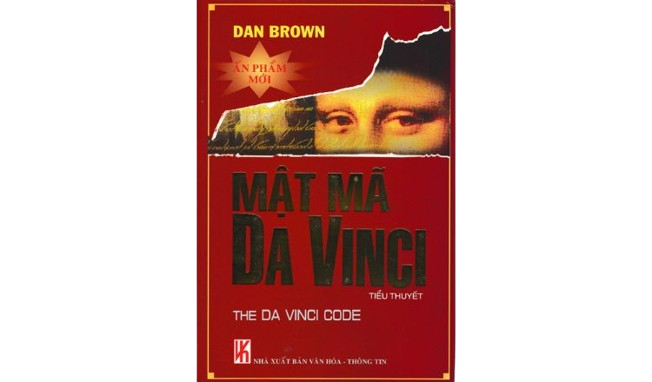 DAN BROWN
ẤN PHẨM
MỚI
MẬT MÃ
DA VINCI
TIỂU THUYẾT
THE DA VINCI CODE
NHÀ XUẤT BẢN VĂN HÓA - THÔNG TIN